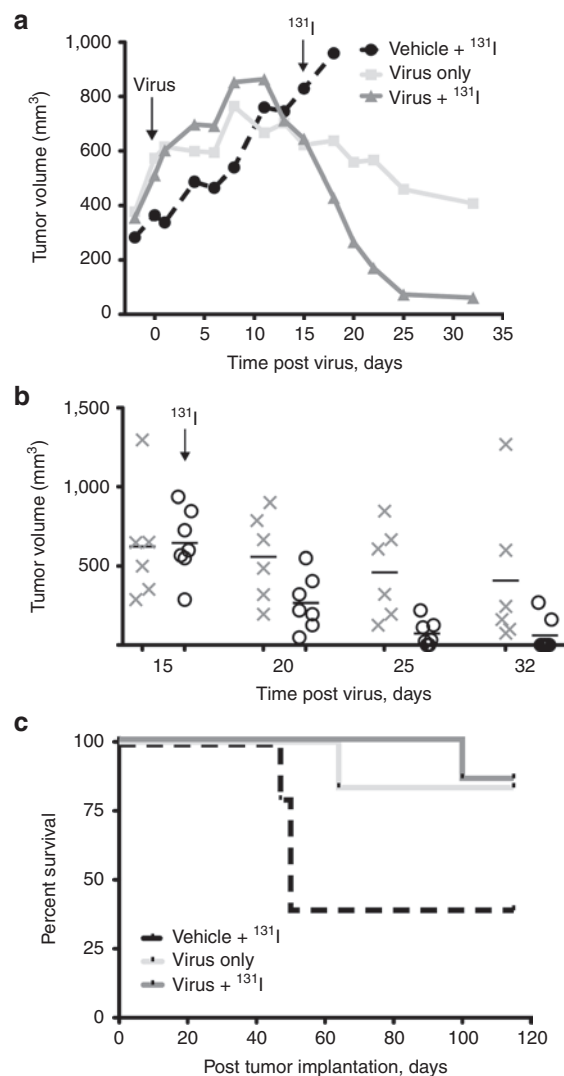 a
¹³¹I
Virus
Vehicle + ¹³¹I
Virus only
Virus + ¹³¹I
1,000
800
600
400
200
0
Tumor volume (mm³)
0 5 10 15 20 25 30 35
Time post virus, days
b
¹³¹I
1,500
1,000
500
Tumor volume (mm³)
15 20 25 32
Time post virus, days
c
100
75
50
25
0
Percent survival
Vehicle + ¹³¹I
Virus only
Virus + ¹³¹I
0 20 40 60 80 100 120
Post tumor implantation, days